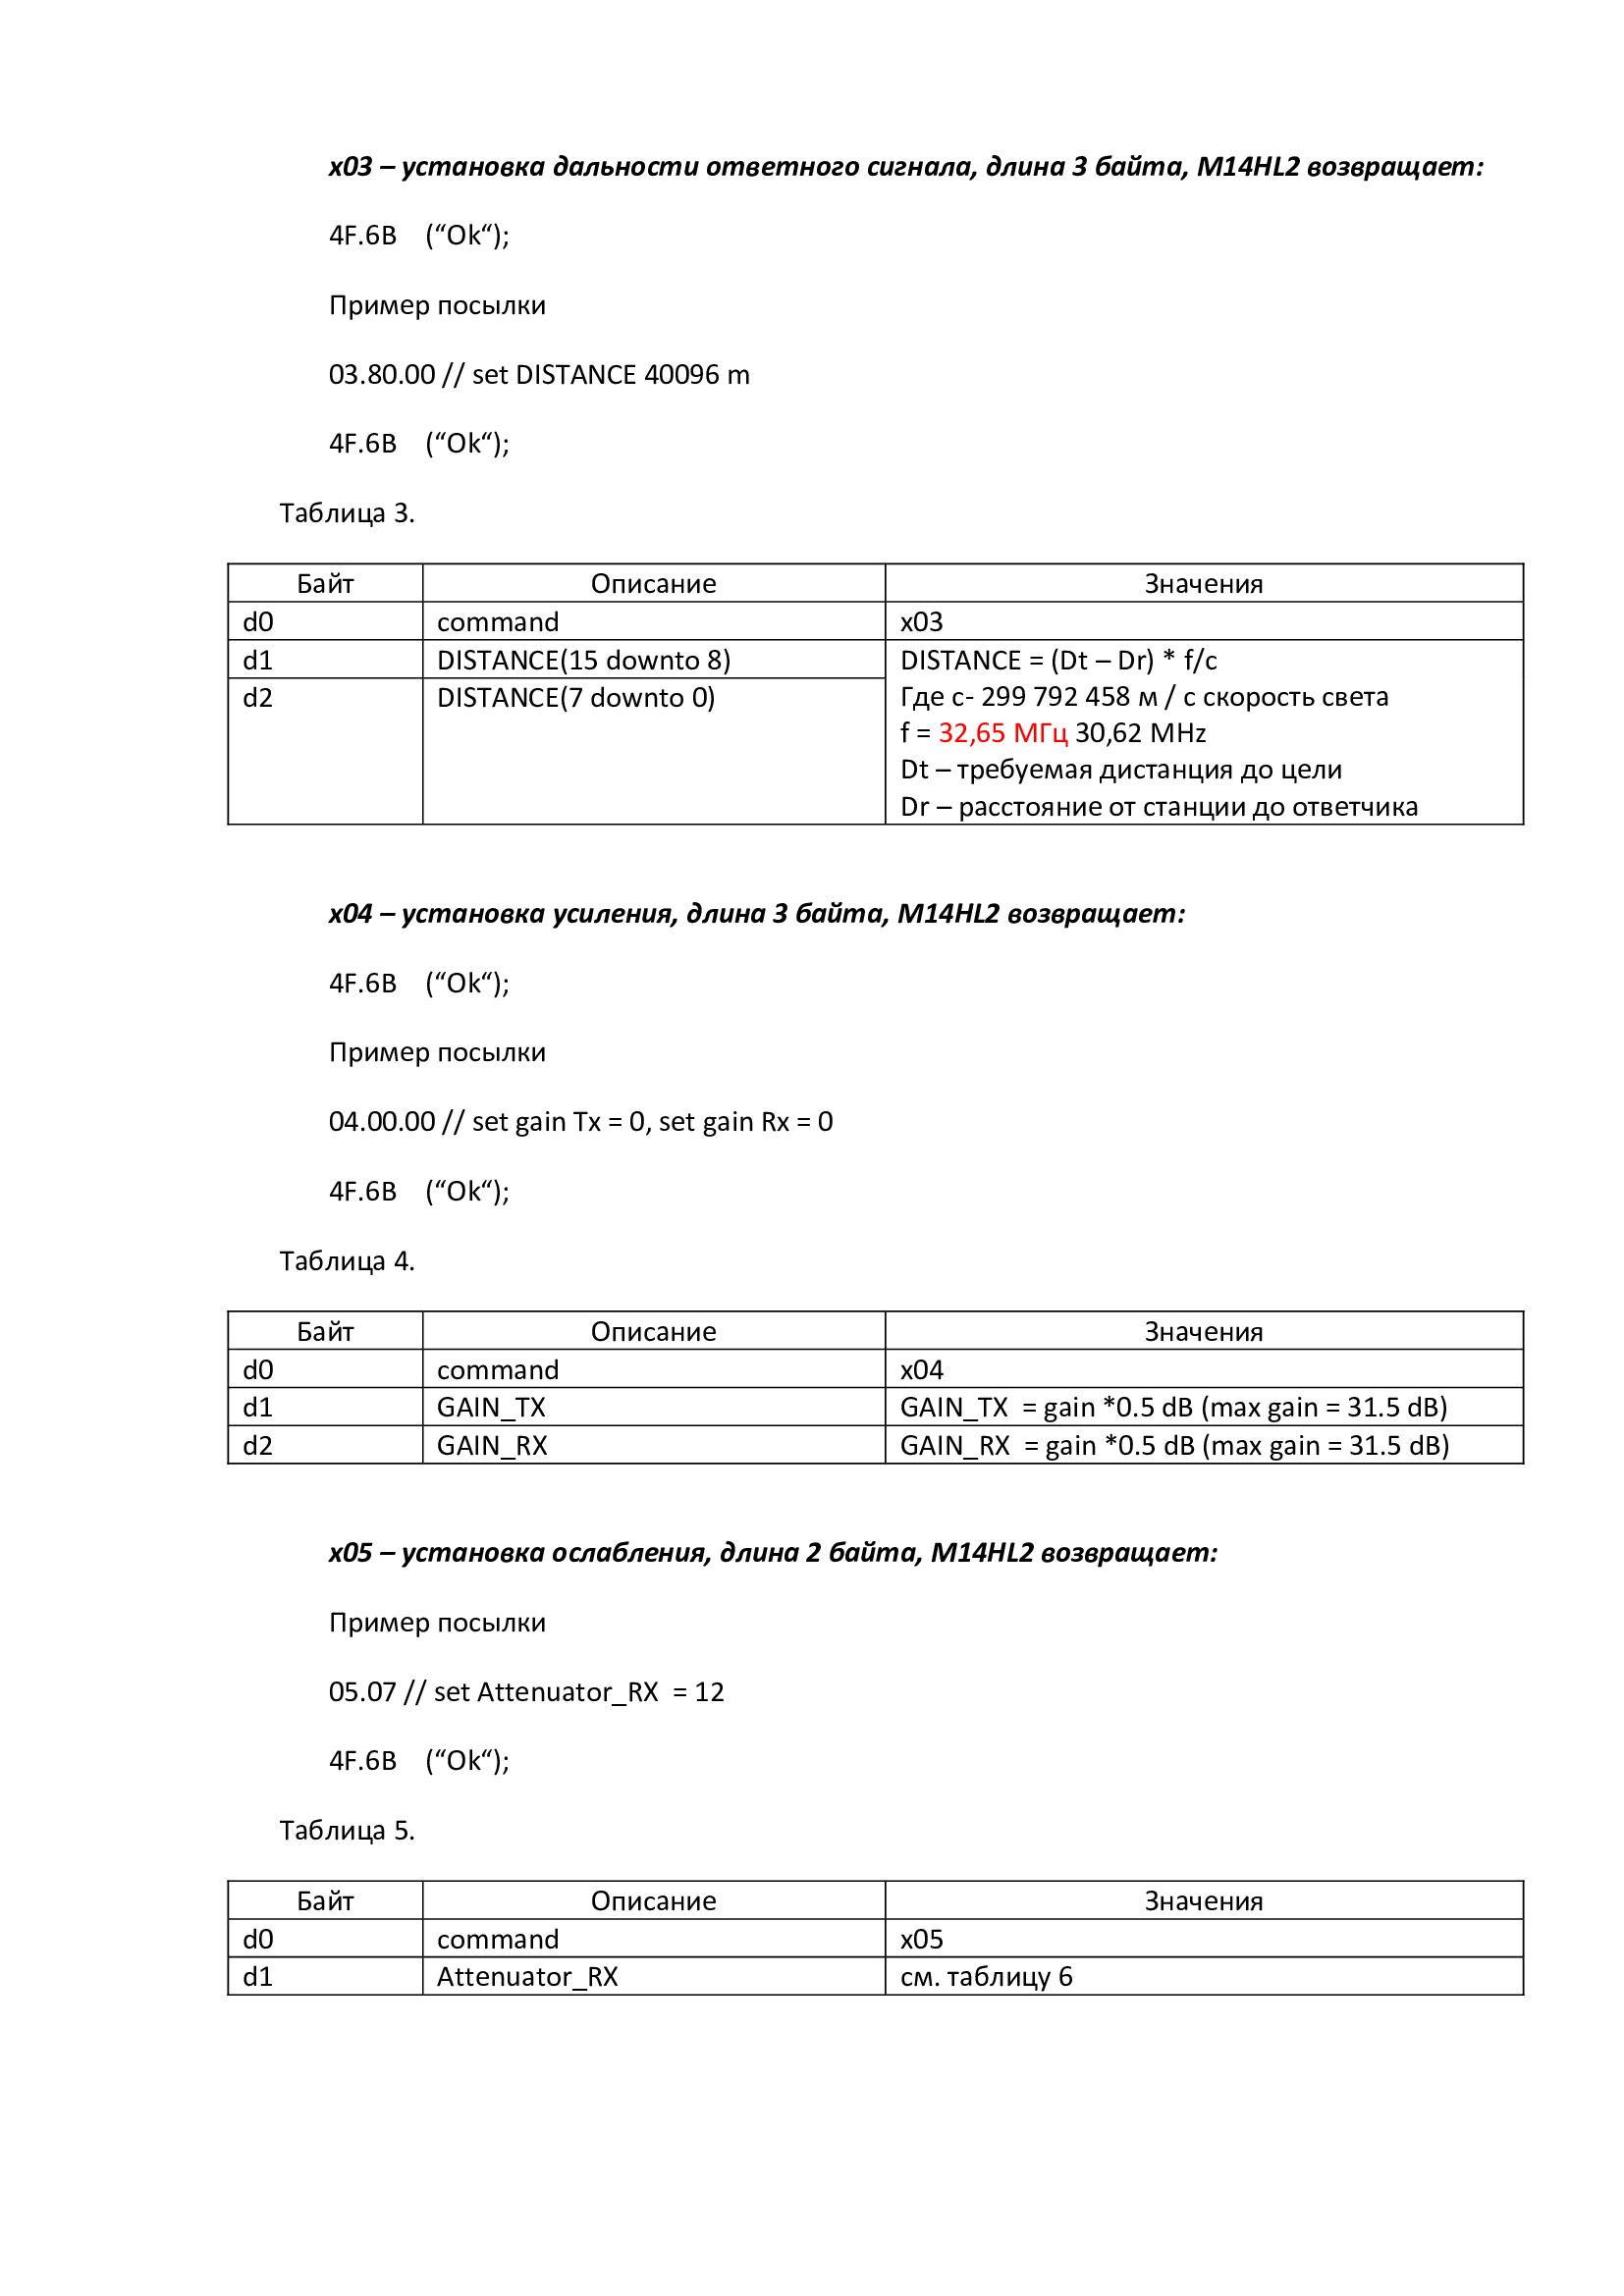 x03 – установка дальности ответного сигнала, длина 3 байта, M14HL2 возвращает:
4F.6B (“Ok“);
Пример посылки
03.80.00 // set DISTANCE 40096 m
4F.6B (“Ok“);
Таблица 3.
Байт Описание Значения
d0 command x03
d1 DISTANCE(15 downto 8) DISTANCE = (Dt – Dr) * f/c
d2 DISTANCE(7 downto 0) Где с- 299 792 458 м / с скорость света
f = 32,65 МГц 30,62 MHz
Dt – требуемая дистанция до цели
Dr – расстояние от станции до ответчика
x04 – установка усиления, длина 3 байта, M14HL2 возвращает:
4F.6B (“Ok“);
Пример посылки
04.00.00 // set gain Tx = 0, set gain Rx = 0
4F.6B (“Ok“);
Таблица 4.
Байт Описание Значения
d0 command x04
d1 GAIN_TX GAIN_TX = gain *0.5 dB (max gain = 31.5 dB)
d2 GAIN_RX GAIN_RX = gain *0.5 dB (max gain = 31.5 dB)
x05 – установка ослабления, длина 2 байта, M14HL2 возвращает:
Пример посылки
05.07 // set Attenuator_RX = 12
4F.6B (“Ok“);
Таблица 5.
Байт Описание Значения
d0 command x05
d1 Attenuator_RX см. таблицу 6